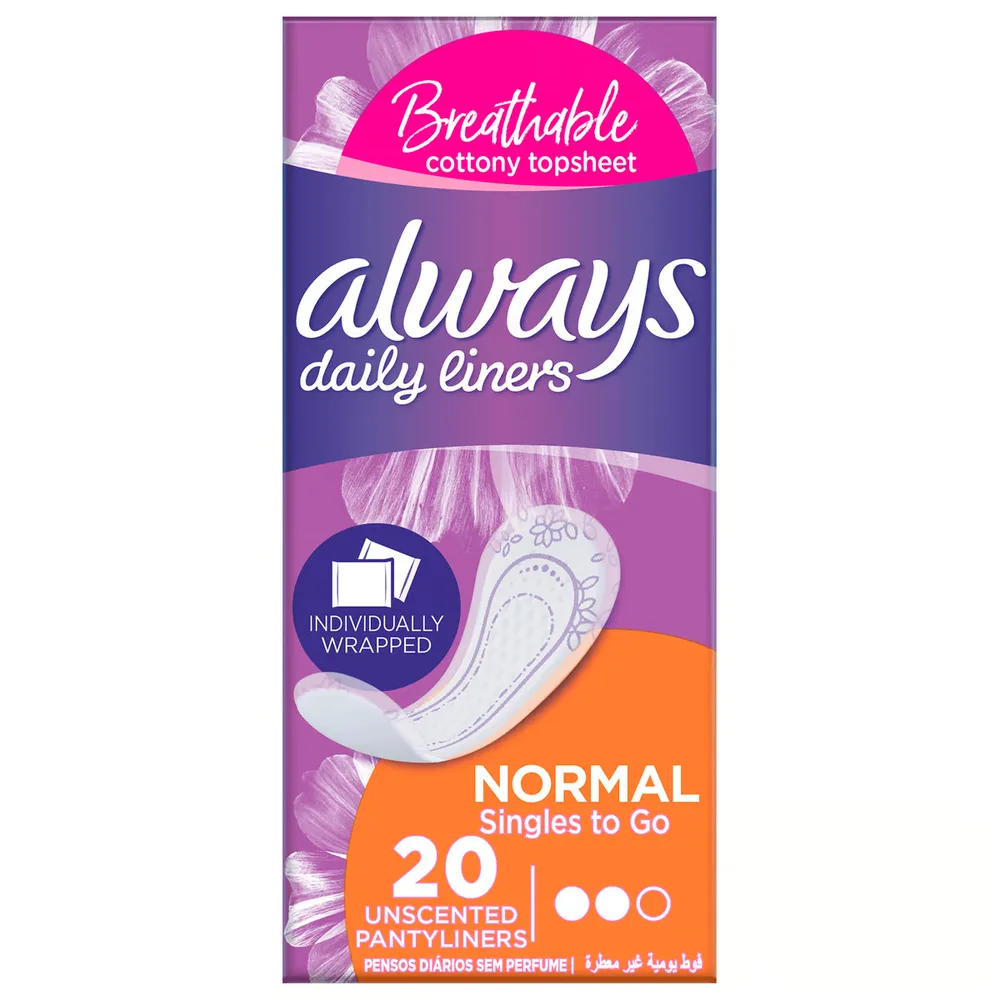 Breathable
cottony topsheet
always
daily liners
INDIVIDUALLY
WRAPPED
NORMAL
Singles to Go
20
UNSCENTED
PANTYLINERS
PENSOS DIÁRIOS SEM PERFUME | فوط يومية غير معطرة